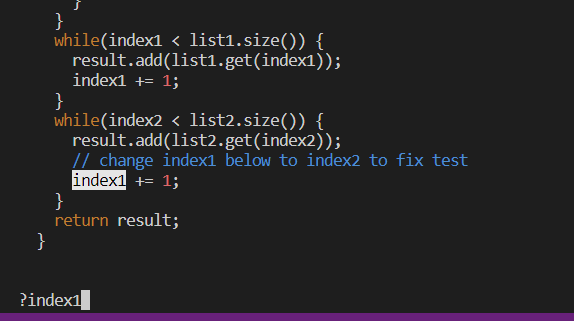 }
}
while(index1 < list1.size()) {
result.add(list1.get(index1));
index1 += 1;
}
while(index2 < list2.size()) {
result.add(list2.get(index2));
// change index1 below to index2 to fix test
index1 += 1;
}
return result;
}
?index1